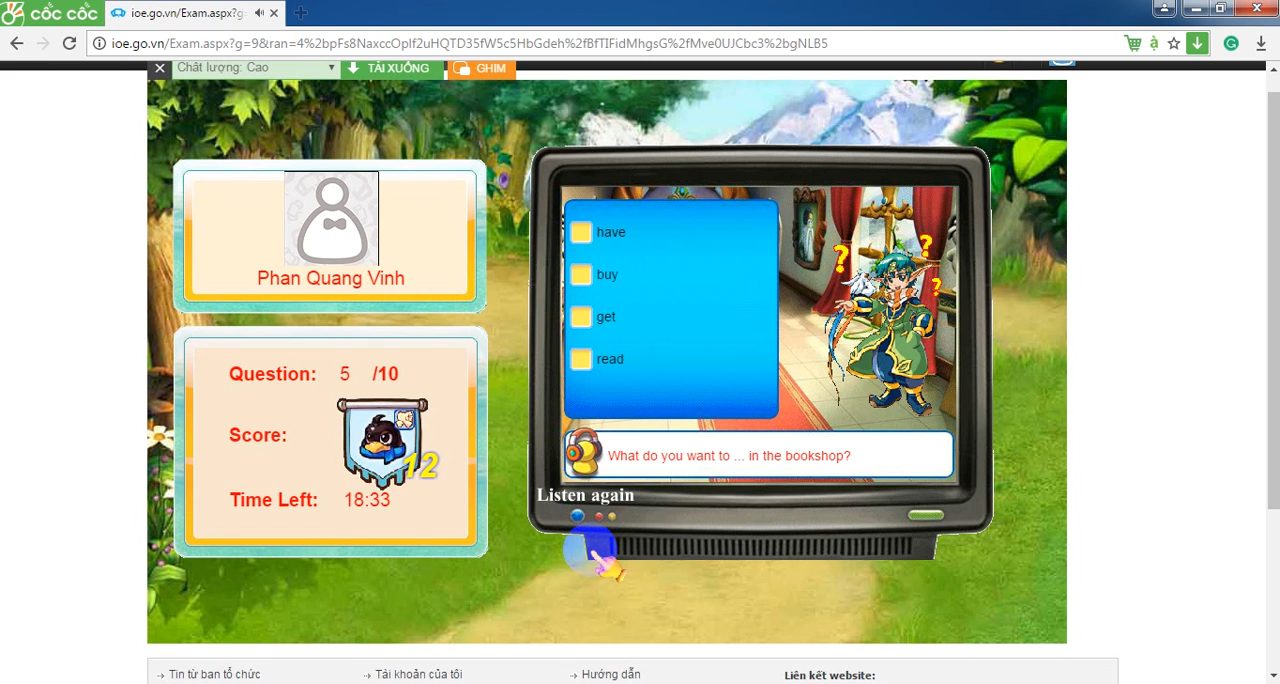 cốc cốc
ioe.go.vn/Exam.aspx?g=
ioe.go.vn/Exam.aspx?g=9&ran=4%2bpFs8NaxccOpIf2uHQTD35fW5c5HbGdeh%2fBfTIFidMhgsG%2fMve0UJCbc3%2bgNLB5
Chất lượng: Cao
TẢI XUỐNG
GHIM
Phan Quang Vinh
Question: 5 /10
Score: 12
Time Left: 18:33
have
buy
get
read
What do you want to ... in the bookshop?
Listen again
Tin từ ban tổ chức
Tài khoản của tôi
Hướng dẫn
Liên kết website: